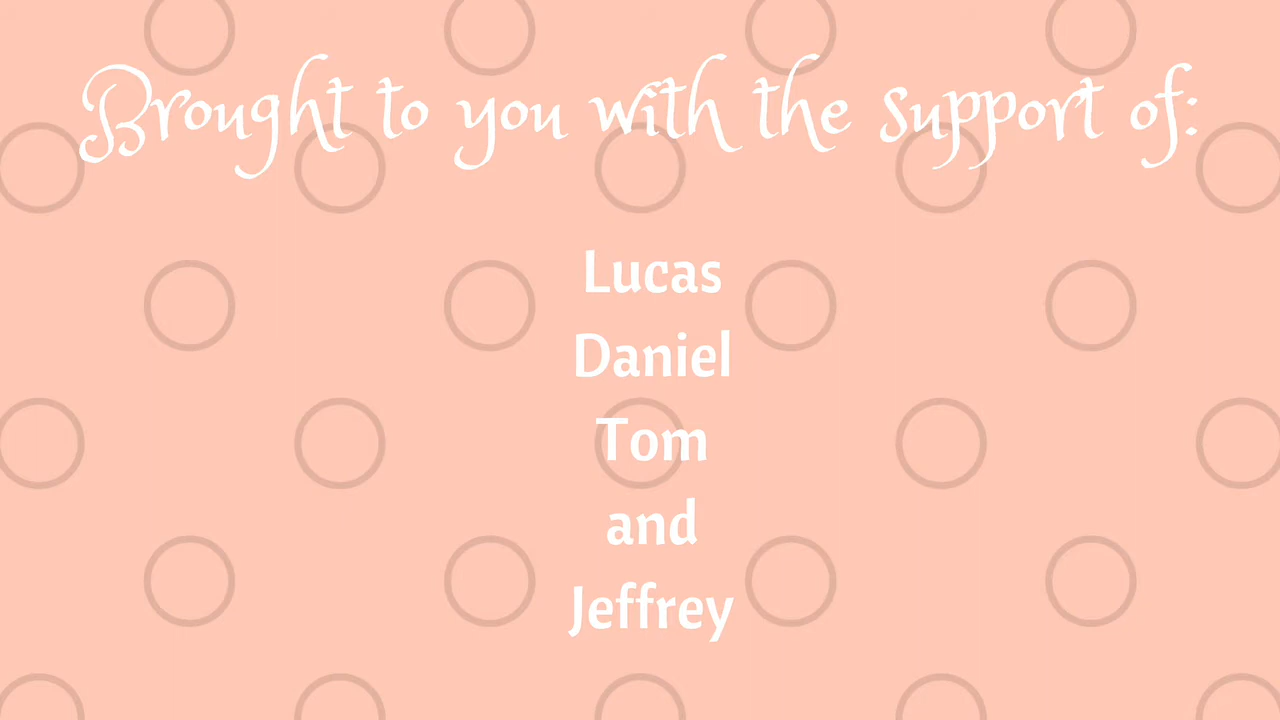 Brought to you with the support of:
Lucas
Daniel
Tom
and
Jeffrey